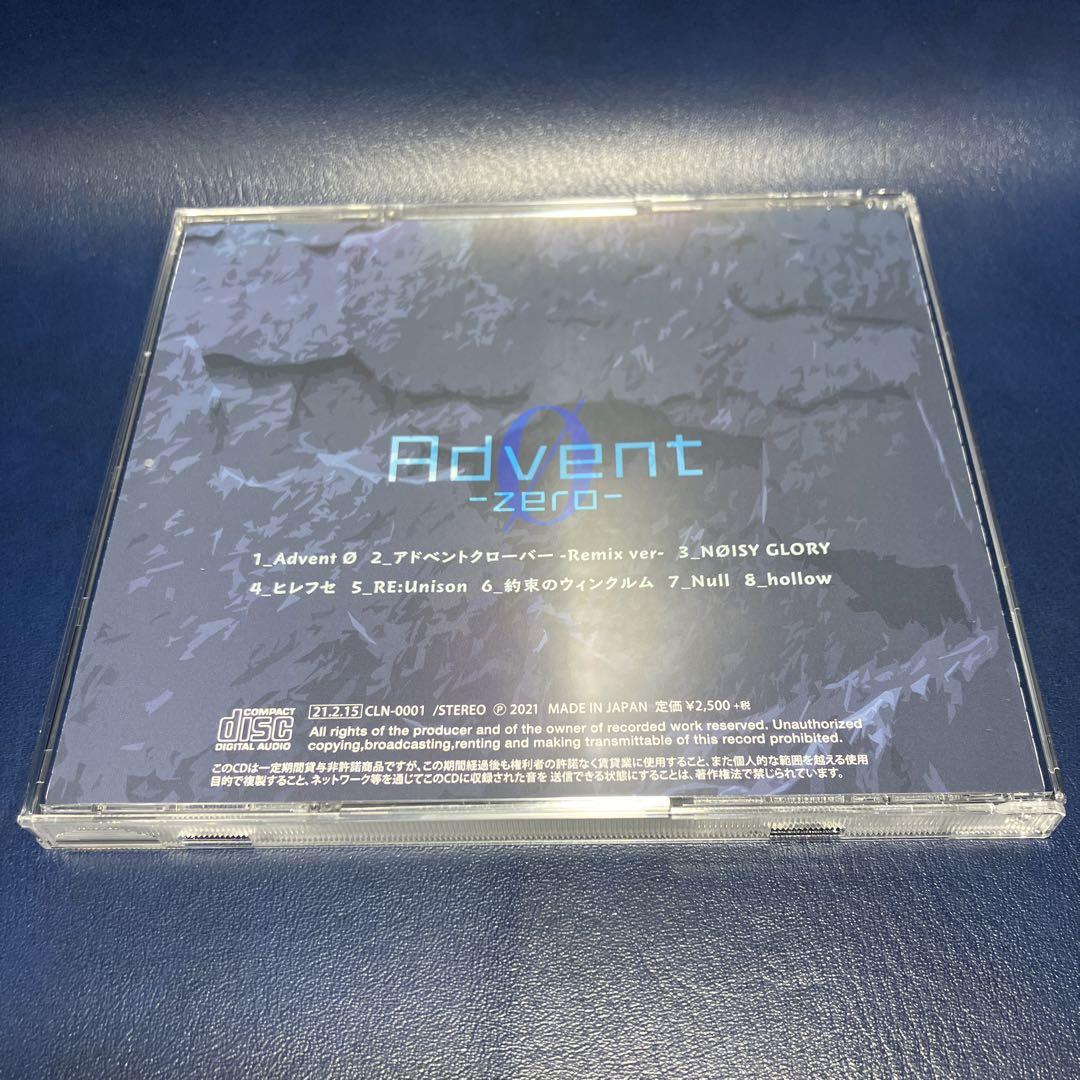 Ø
Advent
-zero-
1_Advent Ø 2_アドベントクローバー -Remix ver- 3_NØISY GLORY
4_ヒレフセ 5_RE:Unison 6_約束のウィンクルム 7_Null 8_hollow
COMPACT
disc
DIGITAL AUDIO
21.2.15 CLN-0001 /STEREO ℗ 2021 MADE IN JAPAN 定価 ¥2,500 +税
All rights of the producer and of the owner of recorded work reserved. Unauthorized
copying,broadcasting,renting and making transmittable of this record prohibited.
このCDは一定期間貸与非許諾商品ですが、この期間経過後も権利者の許諾なく賃貸業に使用すること、また個人的な範囲を越える使用
目的で複製すること、ネットワーク等を通じてこのCDに収録された音を 送信できる状態にすることは、著作権法で禁じられています。